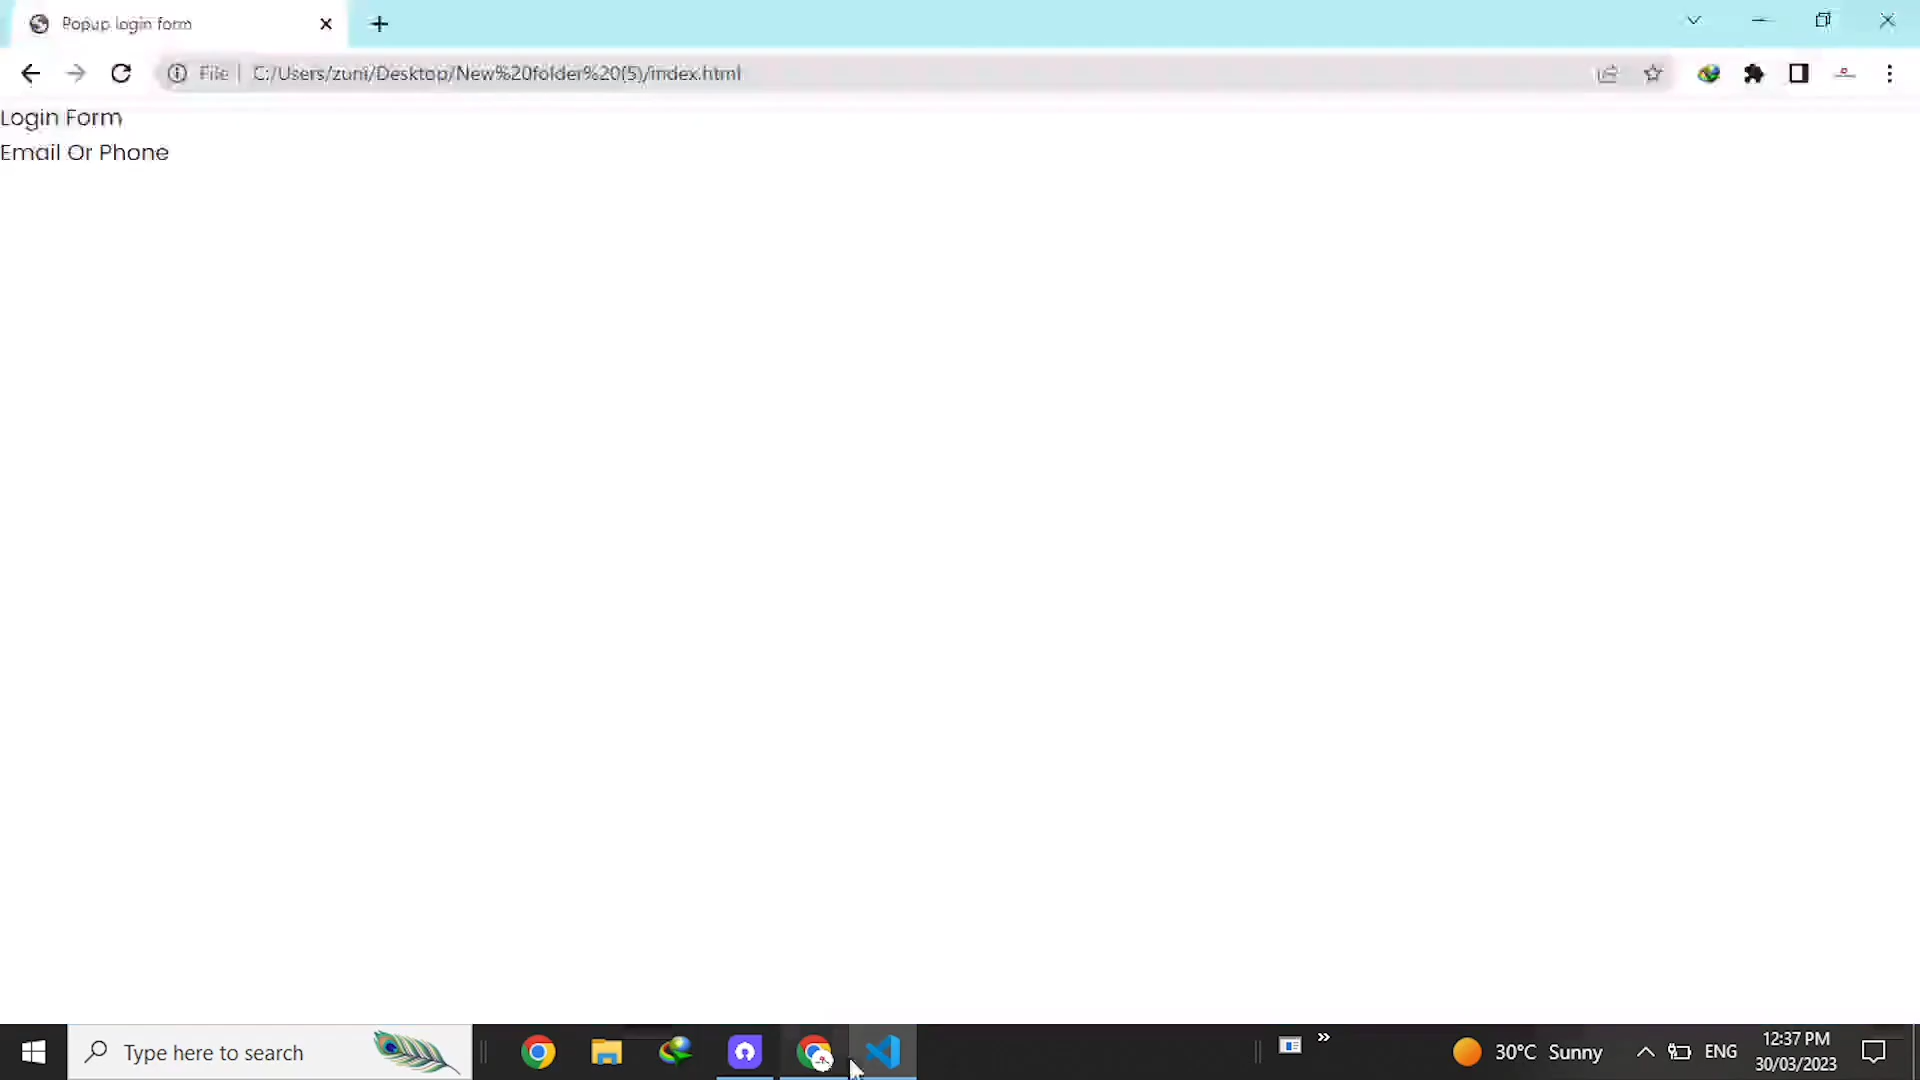 Popup login form
File
C:/Users/zuni/Desktop/New%20folder%20(5)/index.html
Login Form
Email Or Phone
Type here to search
30°C Sunny
ENG
12:37 PM
30/03/2023